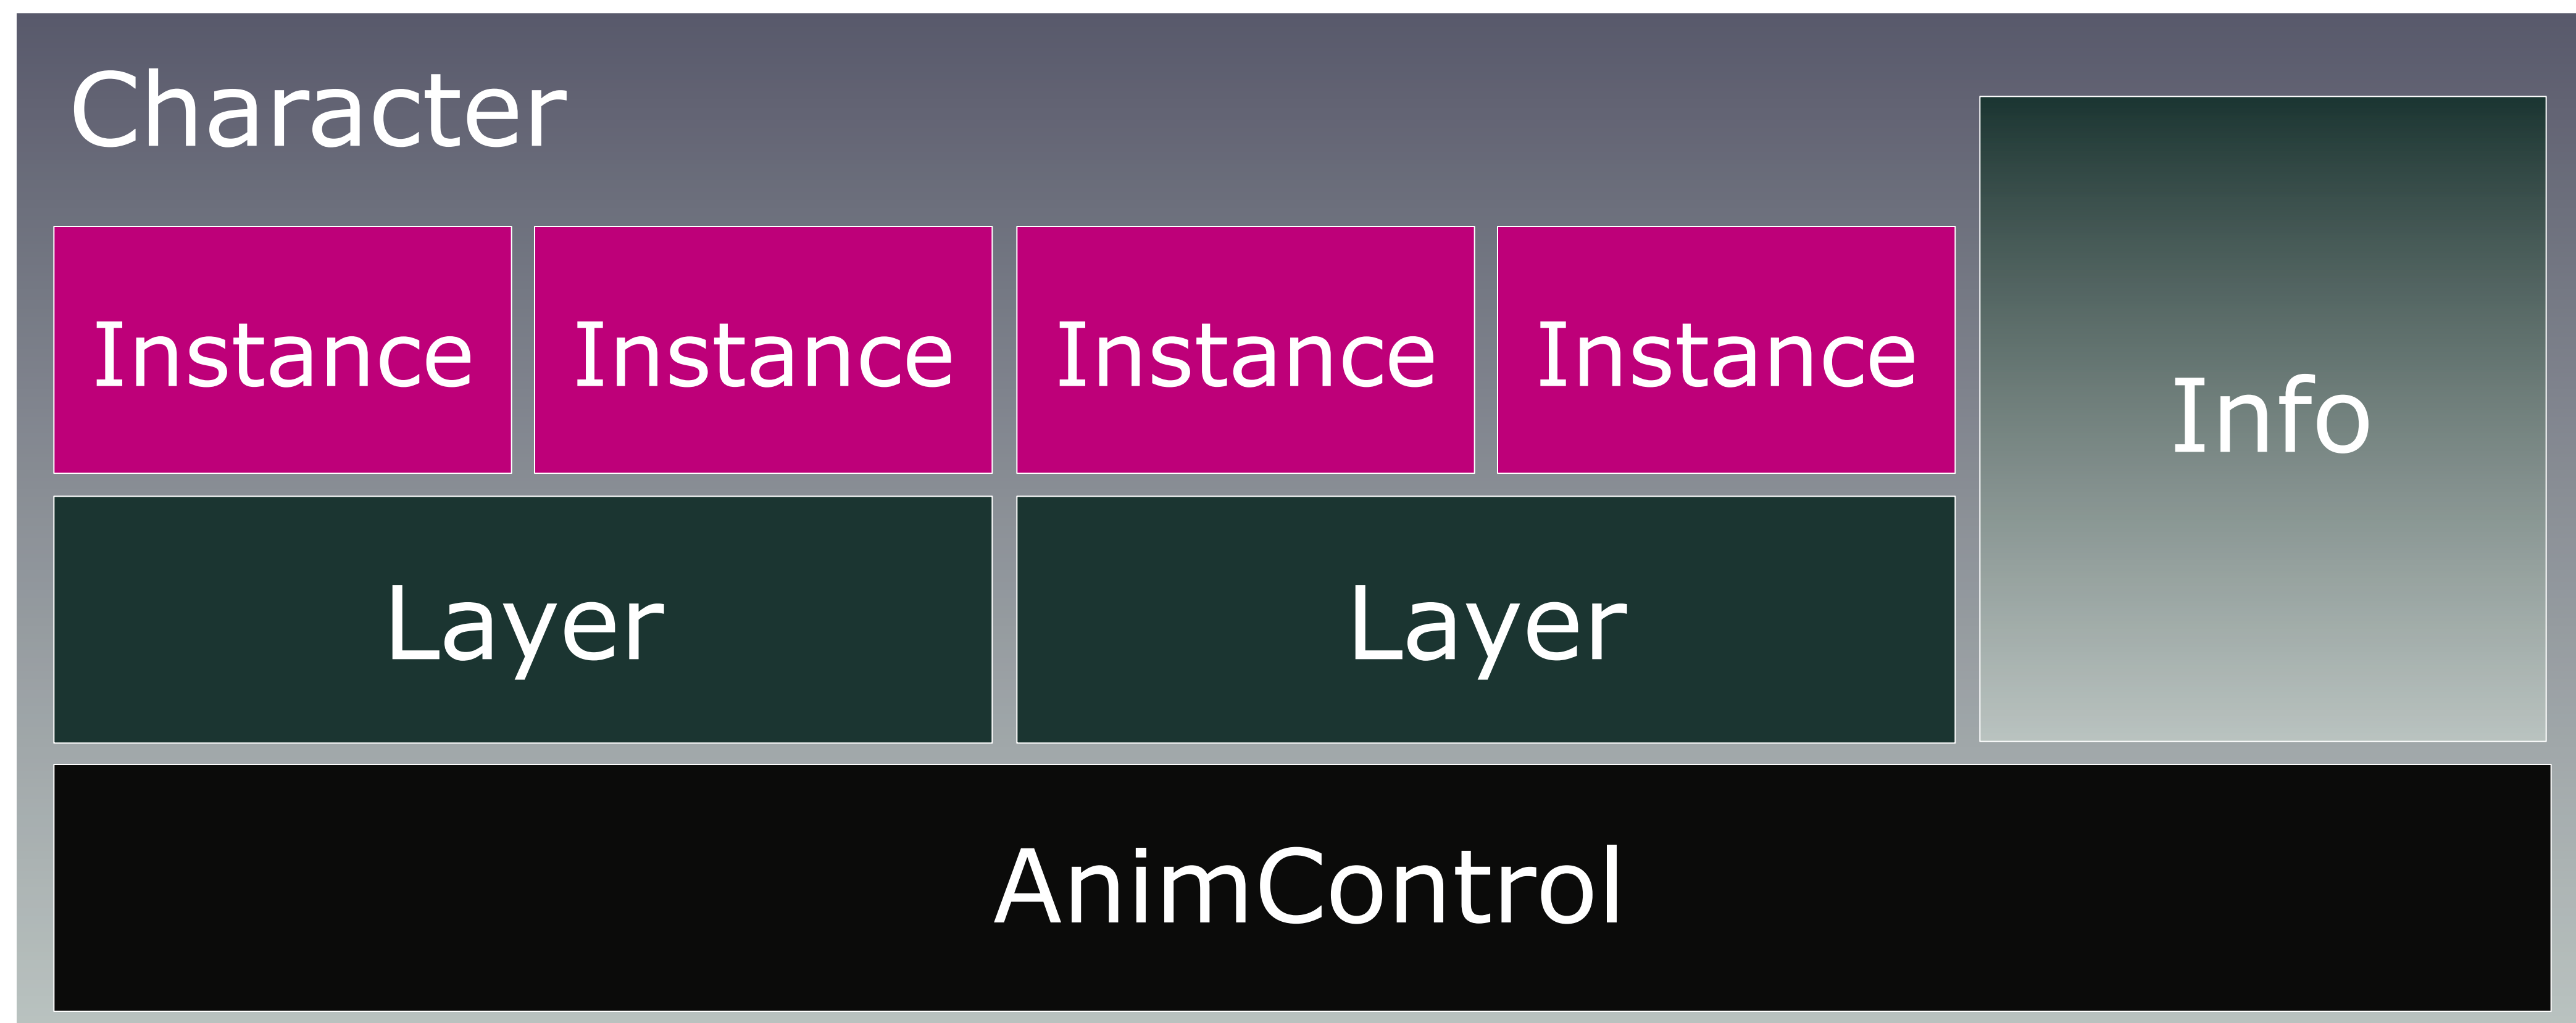 Character
Instance Instance Instance Instance
Info
Layer Layer
AnimControl